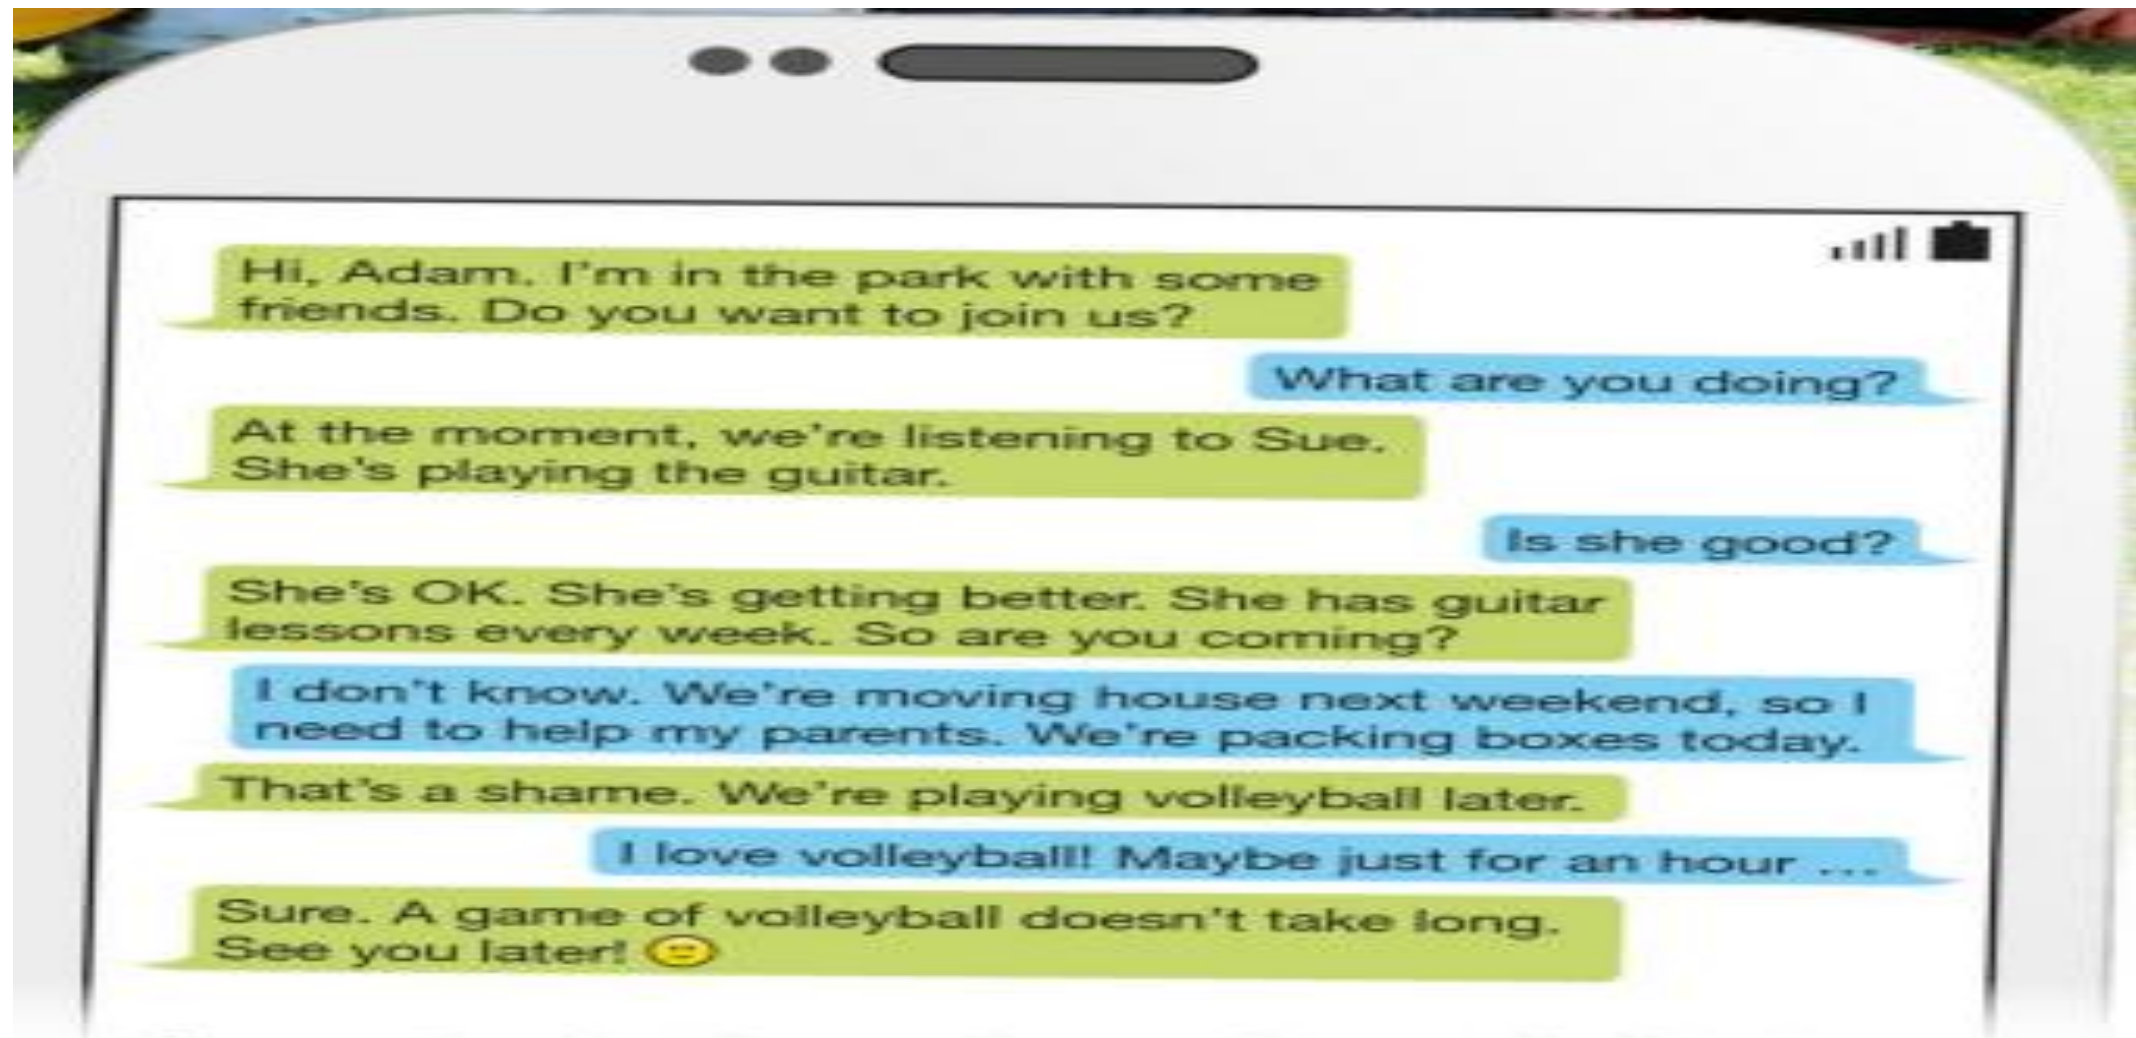 Hi, Adam. I'm in the park with some
friends. Do you want to join us?
What are you doing?
At the moment, we're listening to Sue.
She's playing the guitar.
Is she good?
She's OK. She's getting better. She has guitar
lessons every week. So are you coming?
I don't know. We're moving house next weekend, so I
need to help my parents. We're packing boxes today.
That's a shame. We're playing volleyball later.
I love volleyball! Maybe just for an hour ...
Sure. A game of volleyball doesn't take long.
See you later!